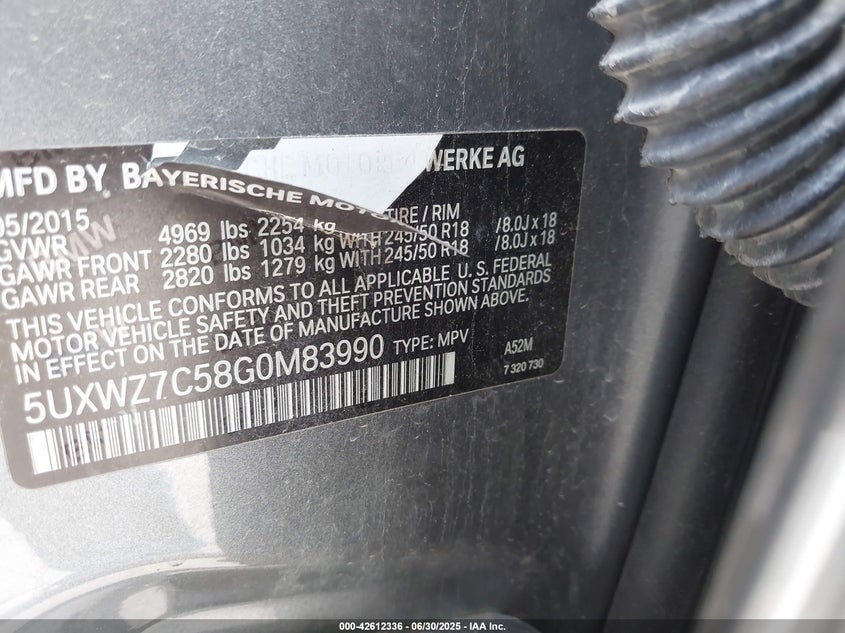 MFD BY BAYERISCHE MOTO WERKE AG
05/2015 TIRE / RIM
GVWR 4969 lbs 2254 kg
GAWR FRONT 2280 lbs 1034 kg WITH 245/50 R18 /8.0J x 18
GAWR REAR 2820 lbs 1279 kg WITH 245/50 R18 /8.0J x 18
THIS VEHICLE CONFORMS TO ALL APPLICABLE U. S. FEDERAL
MOTOR VEHICLE SAFETY AND THEFT PREVENTION STANDARDS
IN EFFECT ON THE DATE OF MANUFACTURE SHOWN ABOVE.
5UXWZ7C58G0M83990 TYPE: MPV A52M
7 320 730
000-42612336 - 06/30/2025 - IAA Inc.